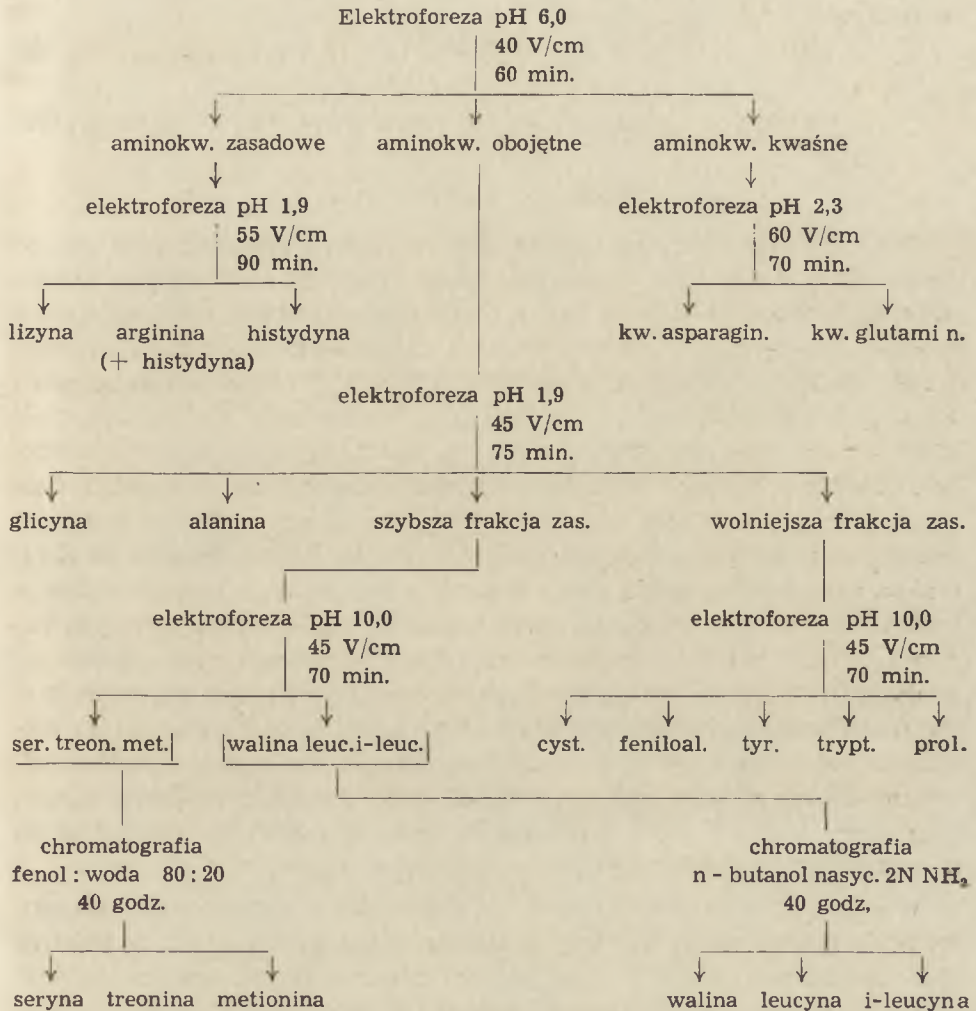 Elektroforeza pH 6,0
40 V/cm
60 min.
aminokw. zasadowe aminokw. obojętne aminokw. kwaśne
elektroforeza pH 1,9 elektroforeza pH 2,3
55 V/cm 60 V/cm
90 min. 70 min.
lizyna arginina histydyna kw. asparagin. kw. glutami n.
(+ histydyna)
elektroforeza pH 1,9
45 V/cm
75 min.
glicyna alanina szybsza frakcja zas. wolniejsza frakcja zas.
elektroforeza pH 10,0 elektroforeza pH 10,0
45 V/cm 45 V/cm
70 min. 70 min.
ser. treon. met. walina leuc.i-leuc. cyst. feniloal. tyr. trypt. prol.
chromatografia chromatografia
fenol : woda 80 : 20 n - butanol nasyc. 2N NH₂
40 godz. 40 godz,
seryna treonina metionina walina leucyna i-leucyna